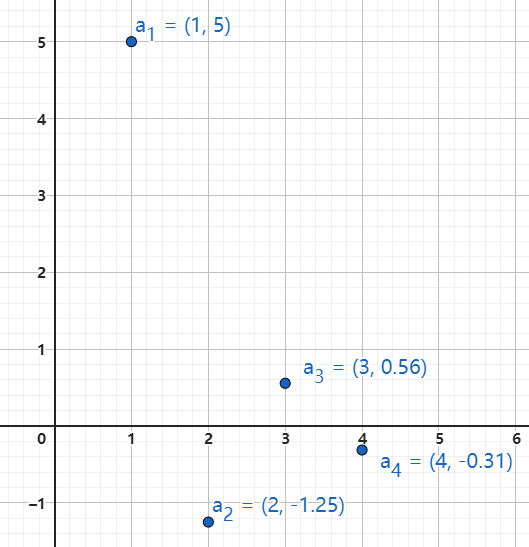 a₁ = (1, 5)
5
4
3
2
1
a₃ = (3, 0.56)
0 1 2 3 4 5 6
a₄ = (4, -0.31)
−1
a₂ = (2, -1.25)